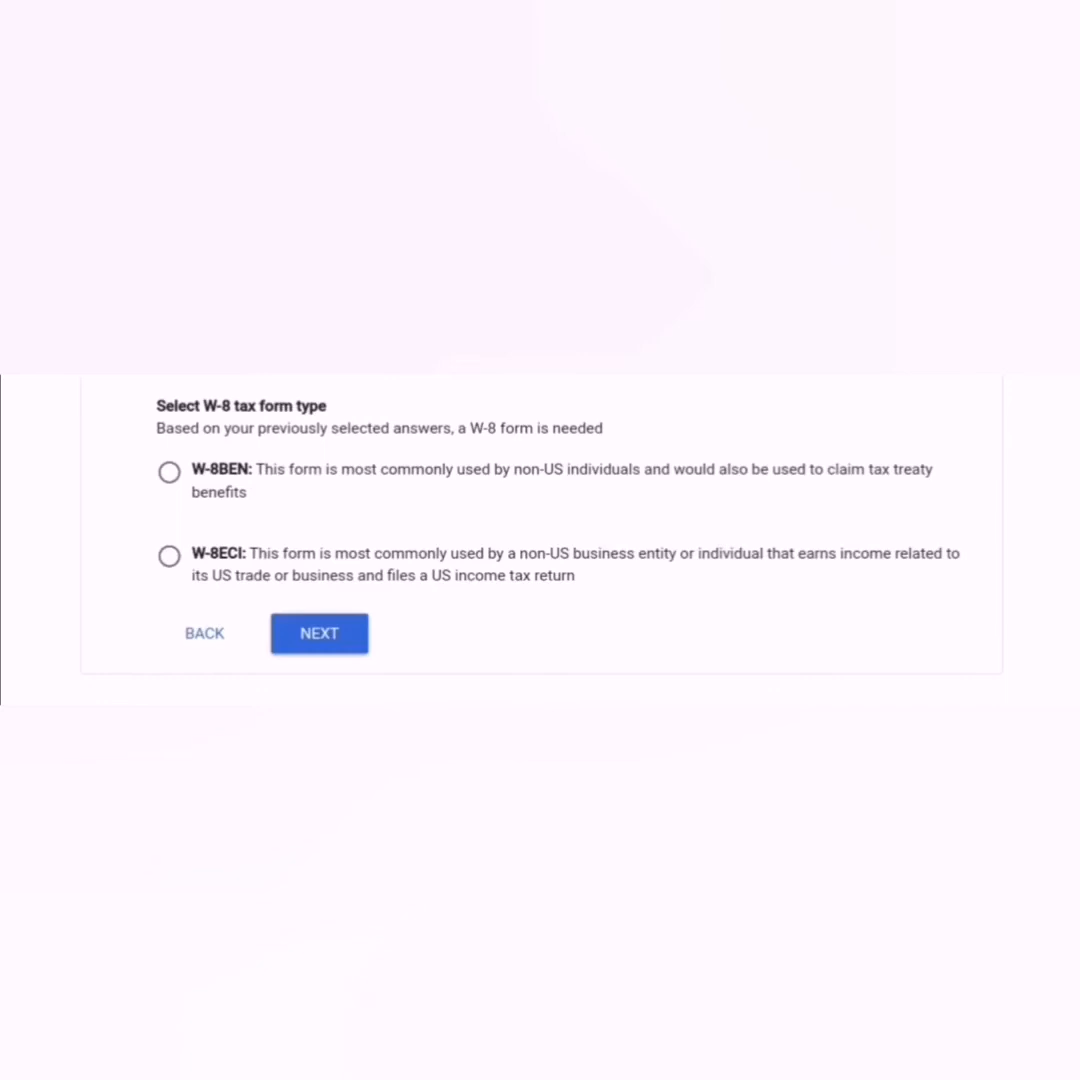 Select W-8 tax form type
Based on your previously selected answers, a W-8 form is needed
W-8BEN: This form is most commonly used by non-US individuals and would also be used to claim tax treaty
benefits
W-8ECI: This form is most commonly used by a non-US business entity or individual that earns income related to
its US trade or business and files a US income tax return
BACK NEXT